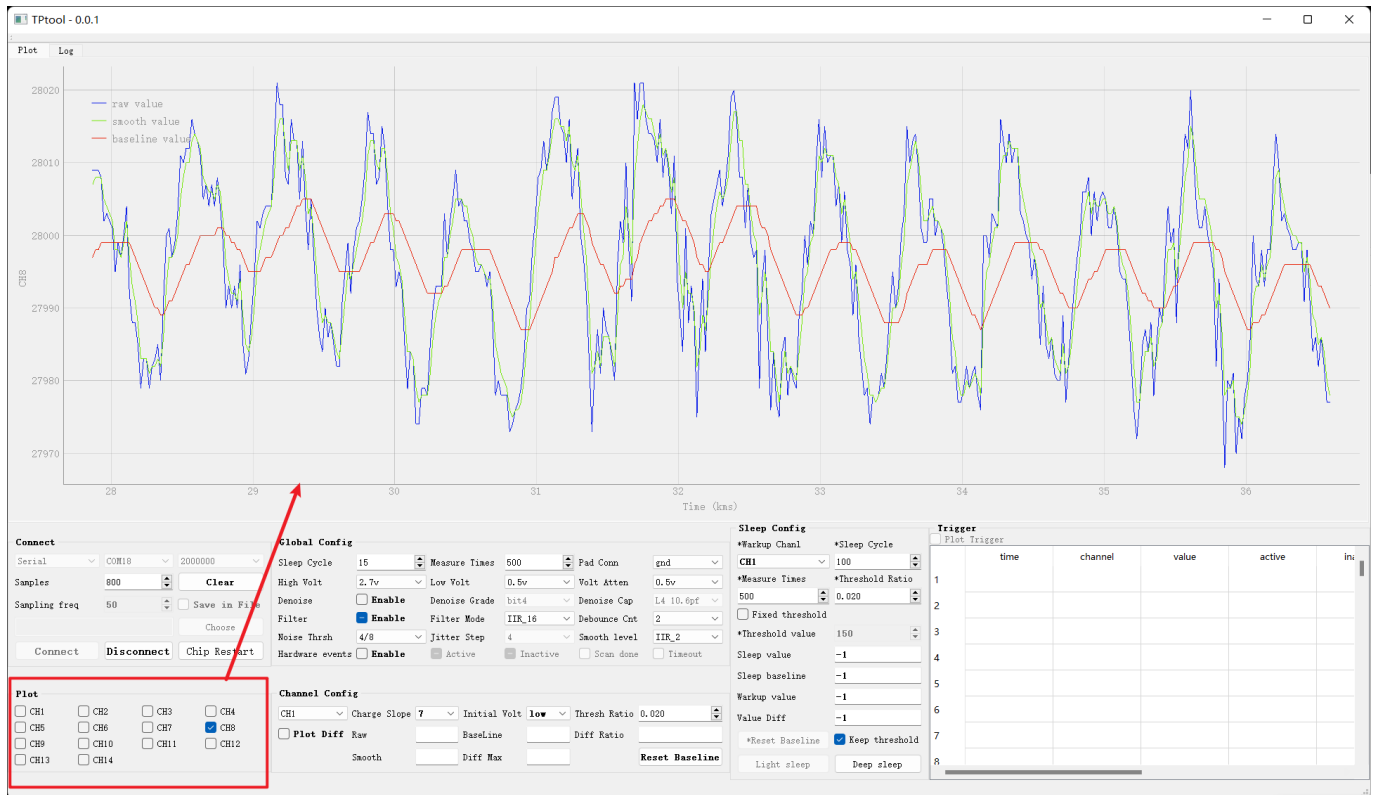 TPtool - 0.0.1
Plot Log
28020
28010
28000
27990
27980
27970
CH8
raw value
smooth value
baseline value
28 29 30 31 32 33 34 35 36
Time (kms)
Connect
Serial COM18 2000000
Samples 800 Clear
Sampling freq 50 Save in File
Choose
Connect Disconnect Chip Restart
Plot
CH1 CH2 CH3 CH4
CH5 CH6 CH7 CH8
CH9 CH10 CH11 CH12
CH13 CH14
Global Config
Sleep Cycle 15 Measure Times 500 Pad Conn gnd
High Volt 2.7v Low Volt 0.5v Volt Atten 0.5v
Denoise Enable Denoise Grade bit4 Denoise Cap L4 10.6pf
Filter Enable Filter Mode IIR_16 Debounce Cnt 2
Noise Thrsh 4/8 Jitter Step 4 Smooth level IIR_2
Hardware events Enable Active Inactive Scan done Timeout
Channel Config
CH1 Charge Slope 7 Initial Volt low Thresh Ratio 0.020
Plot Diff Raw BaseLine Diff Ratio
Smooth Diff Max Reset Baseline
Sleep Config
*Warkup Chanl *Sleep Cycle
CH1 100
*Measure Times *Threshold Ratio
500 0.020
Fixed threshold
*Threshold value 150
Sleep value -1
Sleep baseline -1
Warkup value -1
Value Diff -1
*Reset Baseline Keep threshold
Light sleep Deep sleep
Trigger
Plot Trigger
time channel value active
1
2
3
4
5
6
7
8